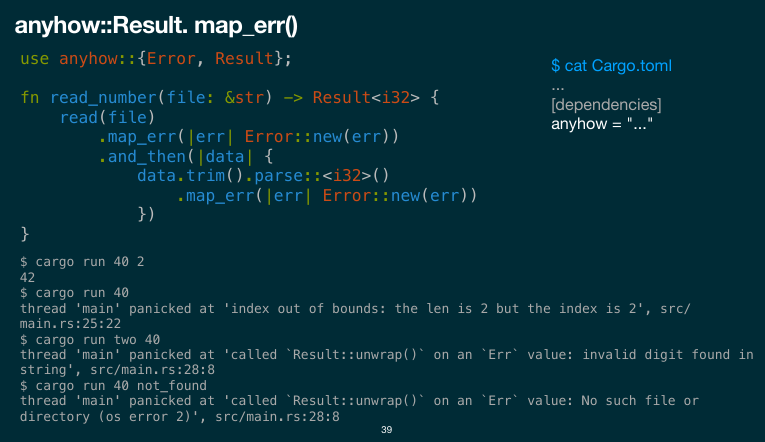 anyhow::Result. map_err()
use anyhow::{Error, Result};
$ cat Cargo.toml
...
[dependencies]
anyhow = "..."
fn read_number(file: &str) -> Result<i32> {
    read(file)
        .map_err(|err| Error::new(err))
        .and_then(|data| {
            data.trim().parse::<i32>()
                .map_err(|err| Error::new(err))
            })
}
$ cargo run 40 2
42
$ cargo run 40
thread 'main' panicked at 'index out of bounds: the len is 2 but the index is 2', src/
main.rs:25:22
$ cargo run two 40
thread 'main' panicked at 'called `Result::unwrap()` on an `Err` value: invalid digit found in
string', src/main.rs:28:8
$ cargo run 40 not_found
thread 'main' panicked at 'called `Result::unwrap()` on an `Err` value: No such file or
directory (os error 2)', src/main.rs:28:8
39